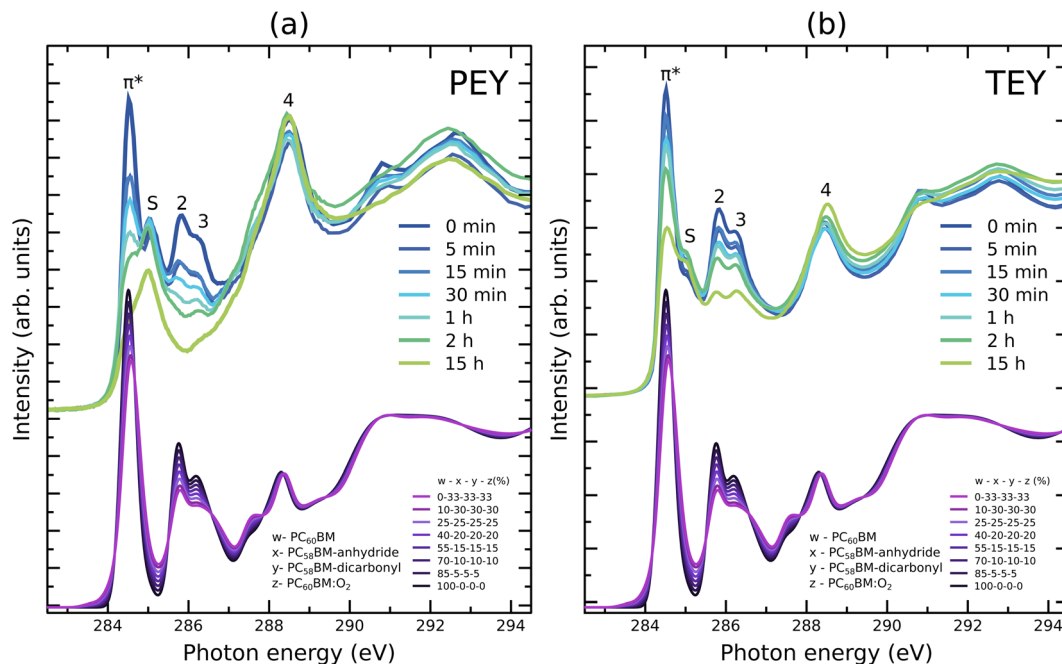 (a)
PEY
π*
S
2
3
4
0 min
5 min
15 min
30 min
1 h
2 h
15 h
w - x - y - z(%)
0-33-33-33
10-30-30-30
25-25-25-25
40-20-20-20
55-15-15-15
70-10-10-10
85-5-5-5
100-0-0-0
w- PC₆₀BM
x- PC₅₈BM-anhydride
y- PC₅₈BM-dicarbonyl
z- PC₆₀BM:O₂
Intensity (arb. units)
284
286
288
290
292
294
Photon energy (eV)
(b)
TEY
π*
S
2
3
4
0 min
5 min
15 min
30 min
1 h
2 h
15 h
w - x - y - z (%)
0-33-33-33
10-30-30-30
25-25-25-25
40-20-20-20
55-15-15-15
70-10-10-10
85-5-5-5
100-0-0-0
w - PC₆₀BM
x - PC₅₈BM-anhydride
y - PC₅₈BM-dicarbonyl
z - PC₆₀BM:O₂
Intensity (arb. units)
284
286
288
290
292
294
Photon energy (eV)